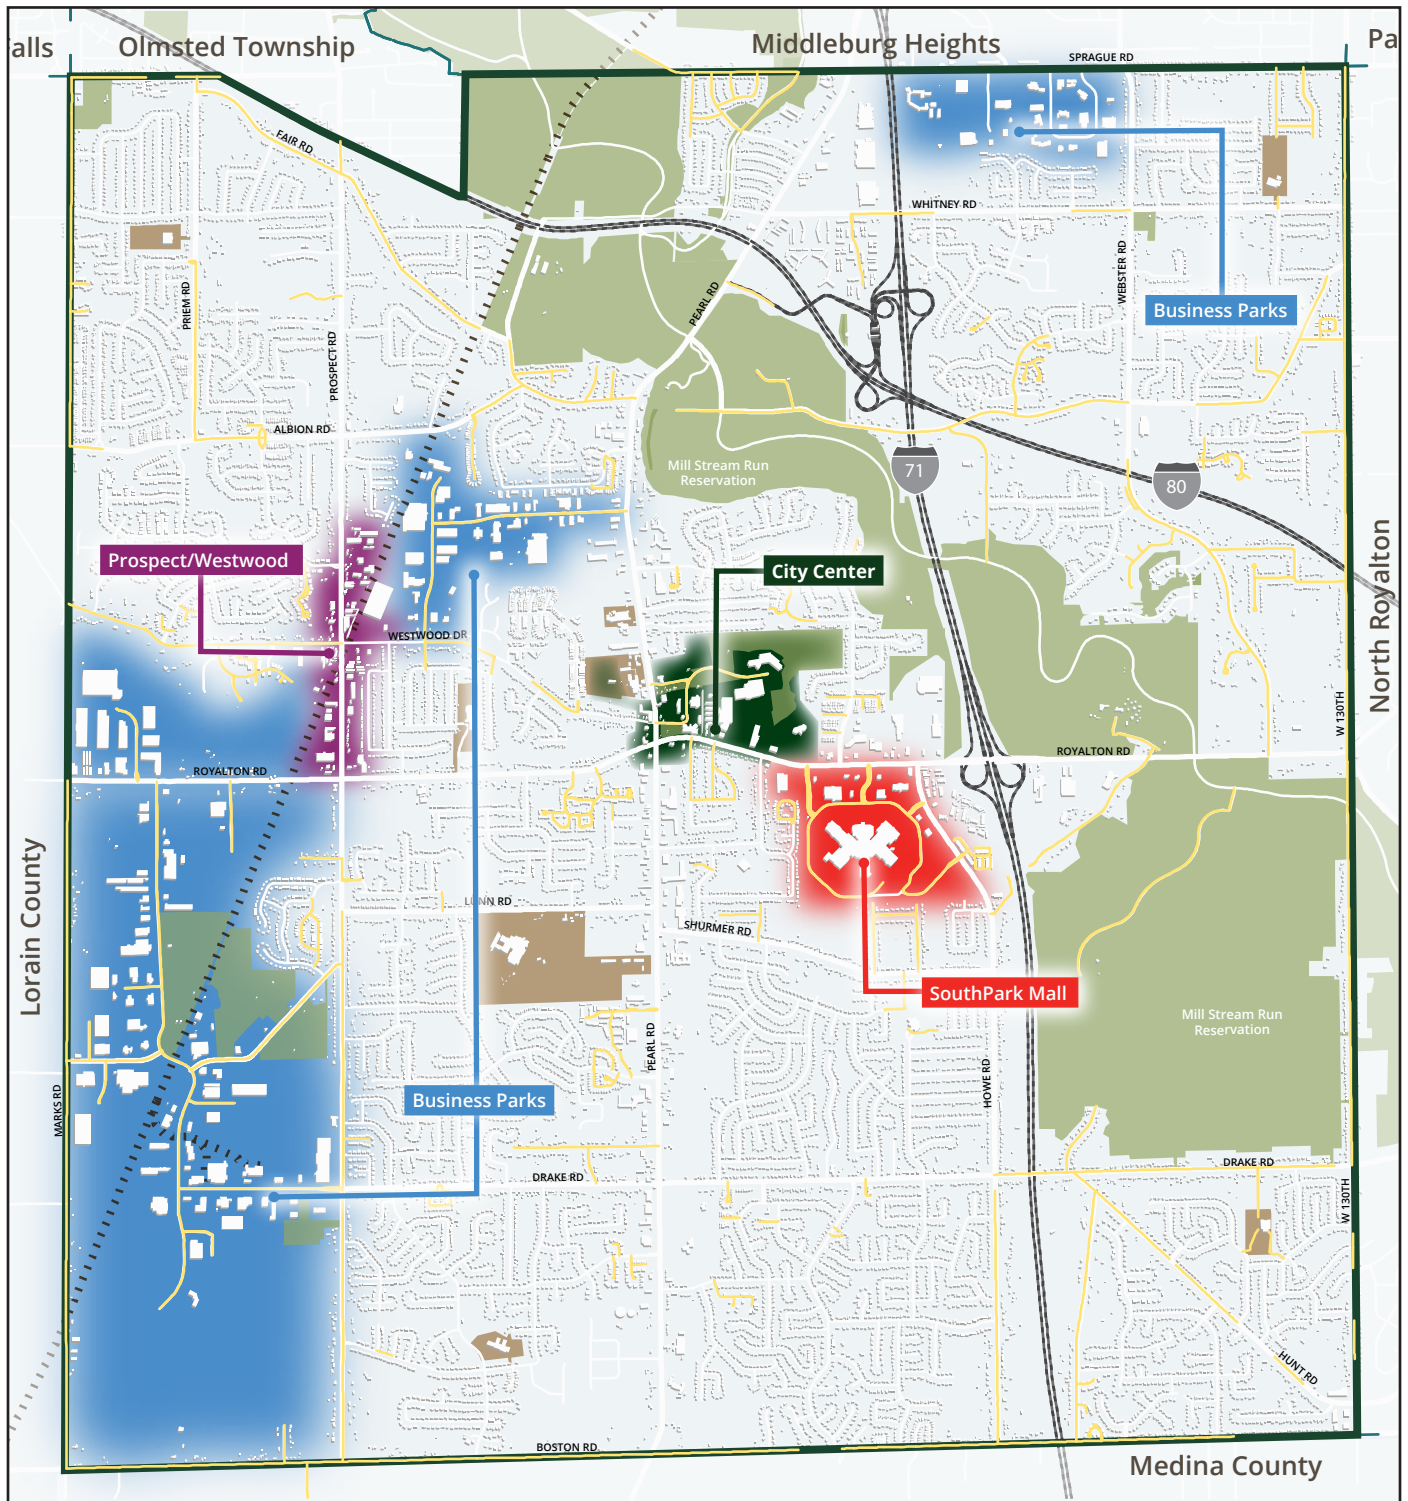 alls
Olmsted Township
Middleburg Heights
Pa
SPRAGUE RD
FAIR RD
WHITNEY RD
WEBSTER RD
PRIEM RD
PEARL RD
Business Parks
PROSPECT RD
ALBION RD
Mill Stream Run
Reservation
71
80
Prospect/Westwood
City Center
North Royalton
WESTWOOD DR
W 130TH
ROYALTON RD
ROYALTON RD
Lorain County
LUNN RD
SHURMER RD
SouthPark Mall
Mill Stream Run
Reservation
PEARL RD
HOWE RD
MARKS RD
Business Parks
DRAKE RD
DRAKE RD
W 130TH
HUNT RD
BOSTON RD
Medina County